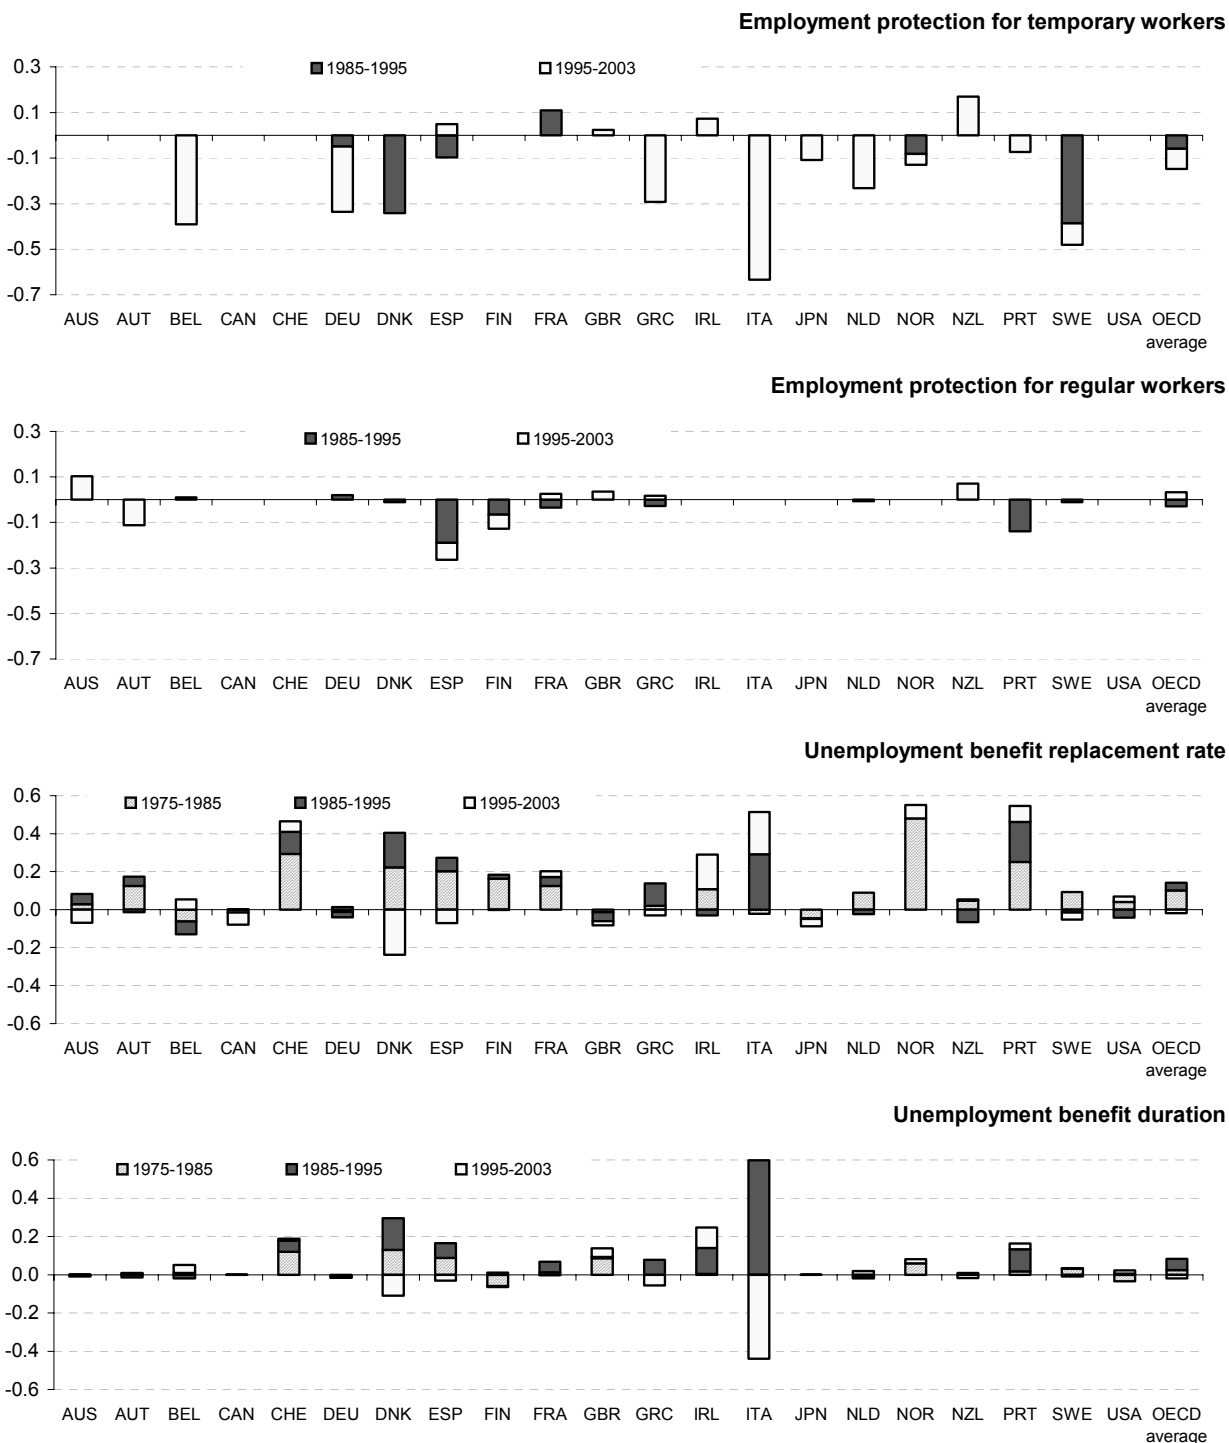 Employment protection for temporary workers
1985-1995 1995-2003
0.3
0.1
-0.1
-0.3
-0.5
-0.7
AUS AUT BEL CAN CHE DEU DNK ESP FIN FRA GBR GRC IRL ITA JPN NLD NOR NZL PRT SWE USA OECD
average
Employment protection for regular workers
1985-1995 1995-2003
0.3
0.1
-0.1
-0.3
-0.5
-0.7
AUS AUT BEL CAN CHE DEU DNK ESP FIN FRA GBR GRC IRL ITA JPN NLD NOR NZL PRT SWE USA OECD
average
Unemployment benefit replacement rate
1975-1985 1985-1995 1995-2003
0.6
0.4
0.2
0.0
-0.2
-0.4
-0.6
AUS AUT BEL CAN CHE DEU DNK ESP FIN FRA GBR GRC IRL ITA JPN NLD NOR NZL PRT SWE USA OECD
average
Unemployment benefit duration
1975-1985 1985-1995 1995-2003
0.6
0.4
0.2
0.0
-0.2
-0.4
-0.6
AUS AUT BEL CAN CHE DEU DNK ESP FIN FRA GBR GRC IRL ITA JPN NLD NOR NZL PRT SWE USA OECD
average